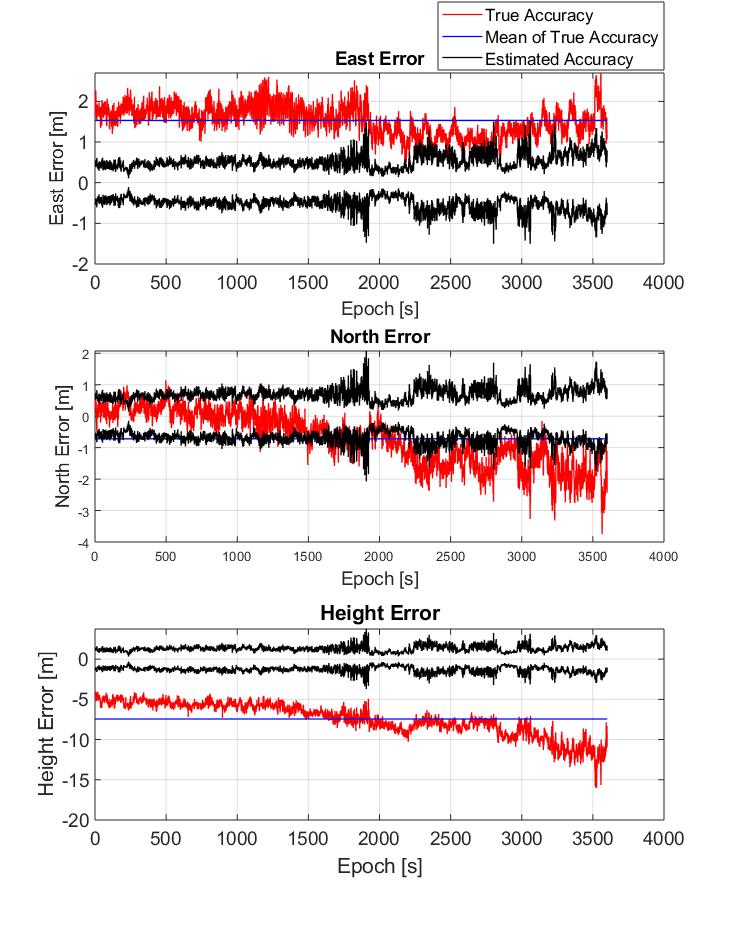 True Accuracy
Mean of True Accuracy
Estimated Accuracy
East Error
East Error [m]
2
1
0
-1
-2
0 500 1000 1500 2000 2500 3000 3500 4000
Epoch [s]
North Error
North Error [m]
2
1
0
-1
-2
-3
-4
0 500 1000 1500 2000 2500 3000 3500 4000
Epoch [s]
Height Error
Height Error [m]
0
-5
-10
-15
-20
0 500 1000 1500 2000 2500 3000 3500 4000
Epoch [s]